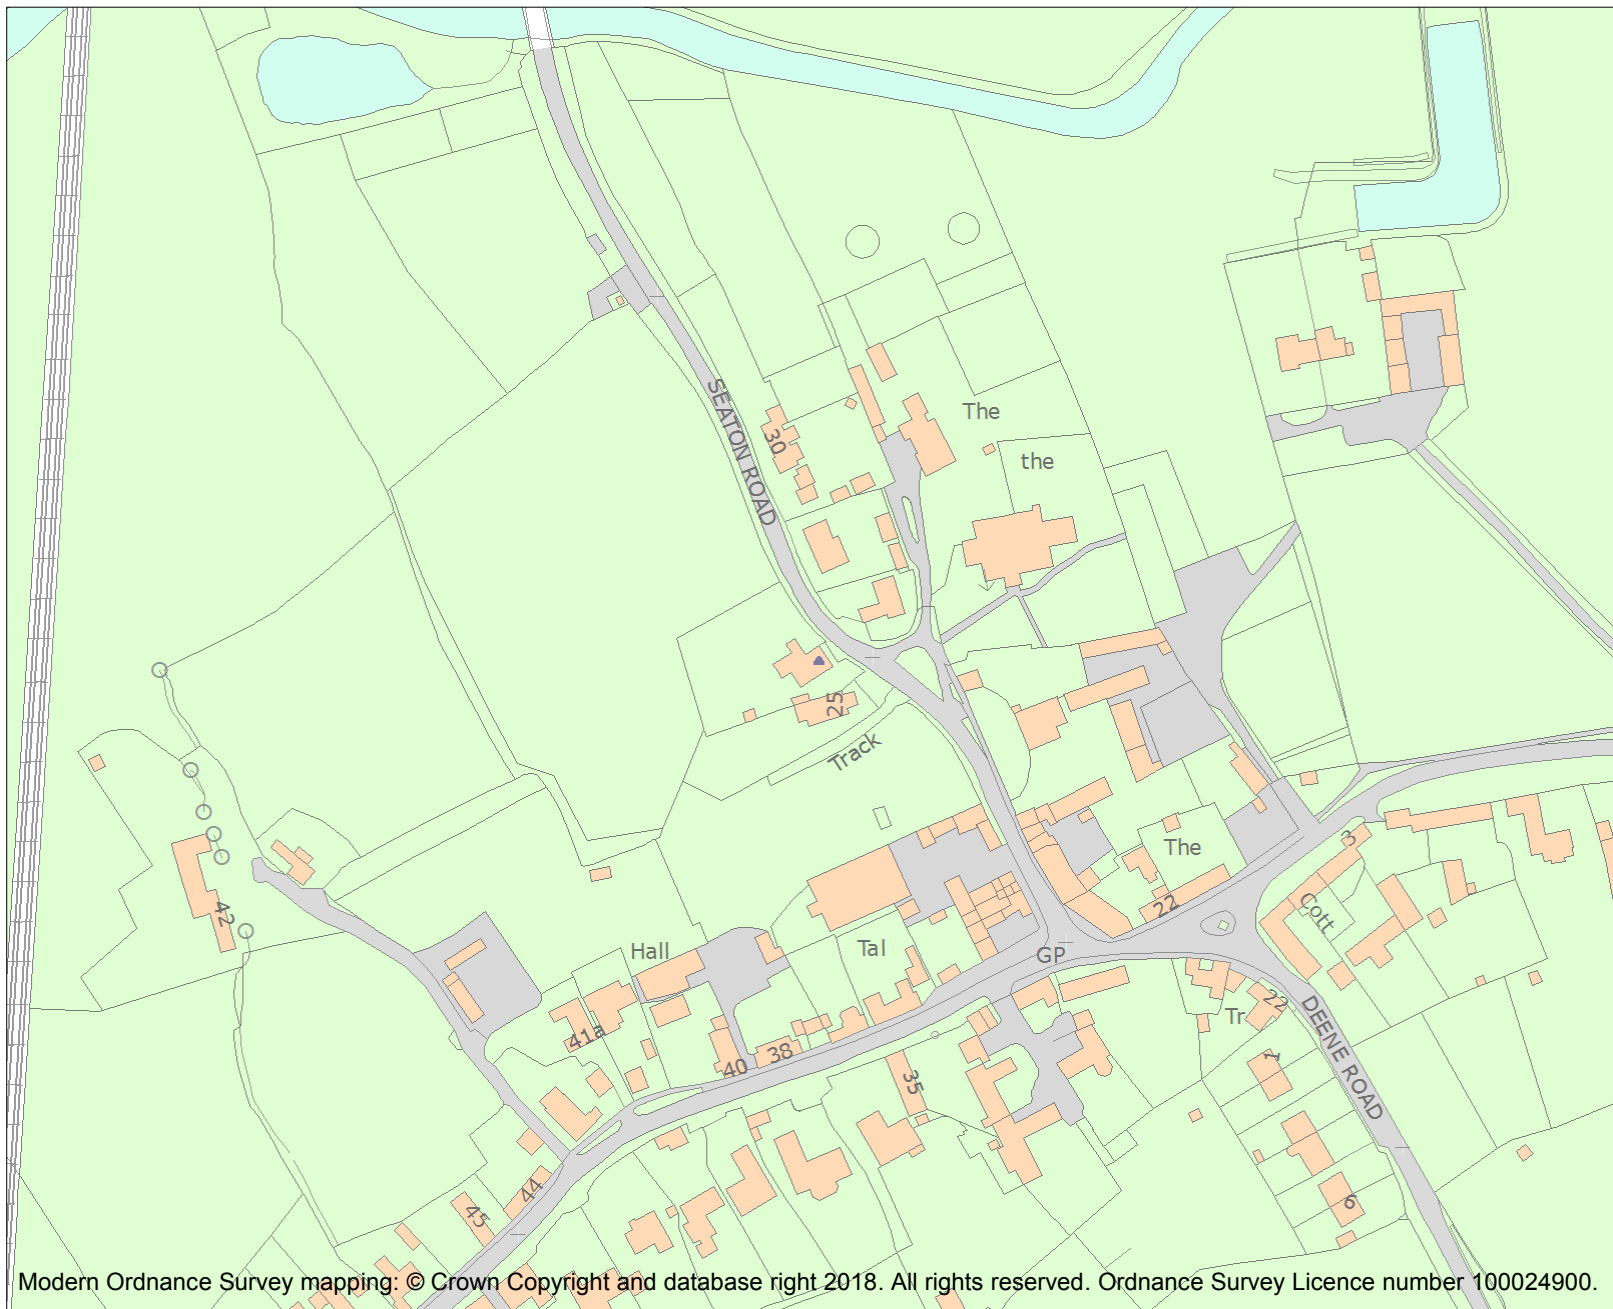 The
SEATON ROAD
30
the
25
Track
The
3
42
22
Cott
Hall
Tal
GP
22
Tr
DEENE ROAD
41a
38
40
1
35
44
45
6
Modern Ordnance Survey mapping: © Crown Copyright and database right 2018. All rights reserved. Ordnance Survey Licence number 100024900.